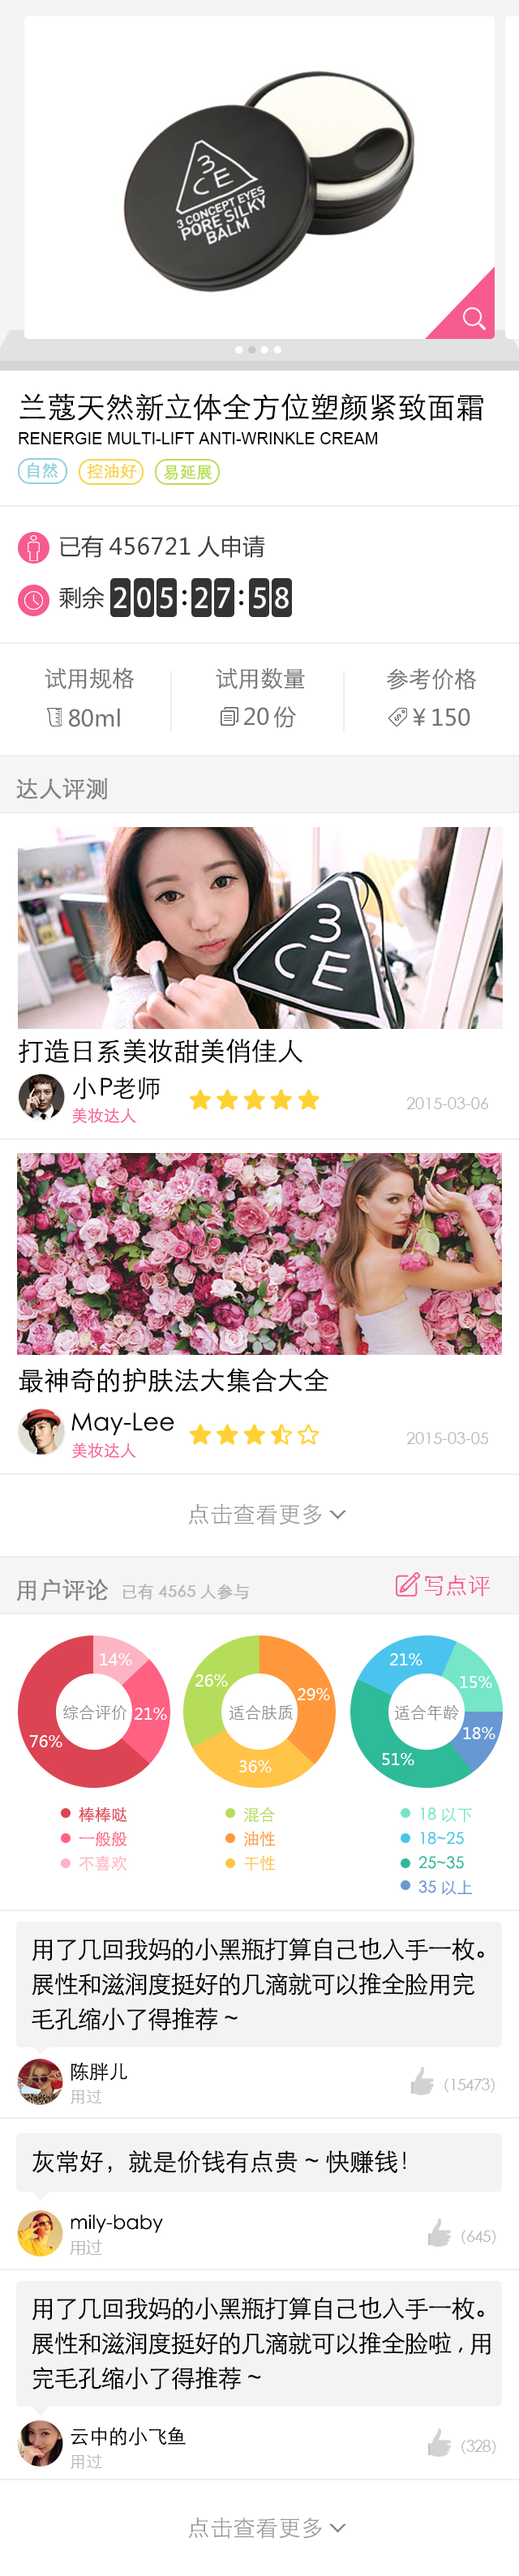 3
CE
3 CONCEPT EYES
PORE SILKY
BALM
兰蔻天然新立体全方位塑颜紧致面霜
RENERGIE MULTI-LIFT ANTI-WRINKLE CREAM
自然 控油好 易延展
已有 456721 人申请
剩余 205:27:58
试用规格 试用数量 参考价格
80ml 20 份 ¥ 150
达人评测
3
CE
打造日系美妆甜美俏佳人
小P老师
美妆达人
2015-03-06
最神奇的护肤法大集合大全
May-Lee
美妆达人
2015-03-05
点击查看更多
用户评论 已有 4565 人参与 写点评
14%
21%
76%
综合评价
26%
29%
36%
适合肤质
21%
15%
18%
51%
适合年龄
棒棒哒 混合 18 以下
一般般 油性 18~25
不喜欢 干性 25~35
35 以上
用了几回我妈的小黑瓶打算自己也入手一枚。
展性和滋润度挺好的几滴就可以推全脸用完
毛孔缩小了得推荐 ~
陈胖儿
用过
(15473)
灰常好，就是价钱有点贵 ~ 快赚钱！
mily-baby
用过
(645)
用了几回我妈的小黑瓶打算自己也入手一枚。
展性和滋润度挺好的几滴就可以推全脸啦 , 用
完毛孔缩小了得推荐 ~
云中的小飞鱼
用过
(328)
点击查看更多